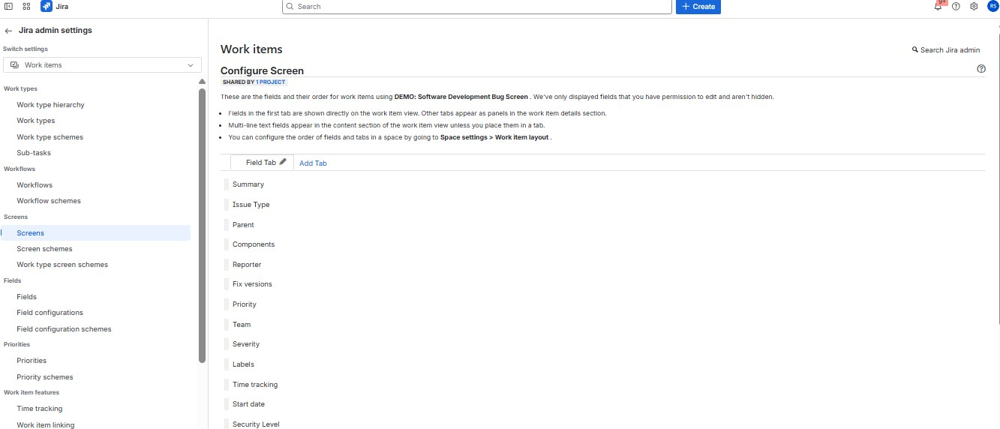 Jira
Search
+ Create
9+
RS
Jira admin settings
Switch settings
Work items
Work types
Work type hierarchy
Work types
Work type schemes
Sub-tasks
Workflows
Workflows
Workflow schemes
Screens
Screens
Screen schemes
Work type screen schemes
Fields
Fields
Field configurations
Field configuration schemes
Priorities
Priorities
Priority schemes
Work item features
Time tracking
Work item linking
Work items
Search Jira admin
Configure Screen
SHARED BY 1 PROJECT
These are the fields and their order for work items using DEMO: Software Development Bug Screen . We've only displayed fields that you have permission to edit and aren't hidden.
• Fields in the first tab are shown directly on the work item view. Other tabs appear as panels in the work item details section.
• Multi-line text fields appear in the content section of the work item view unless you place them in a tab.
• You can configure the order of fields and tabs in a space by going to Space settings > Work item layout .
Field Tab Add Tab
Summary
Issue Type
Parent
Components
Reporter
Fix versions
Priority
Team
Severity
Labels
Time tracking
Start date
Security Level